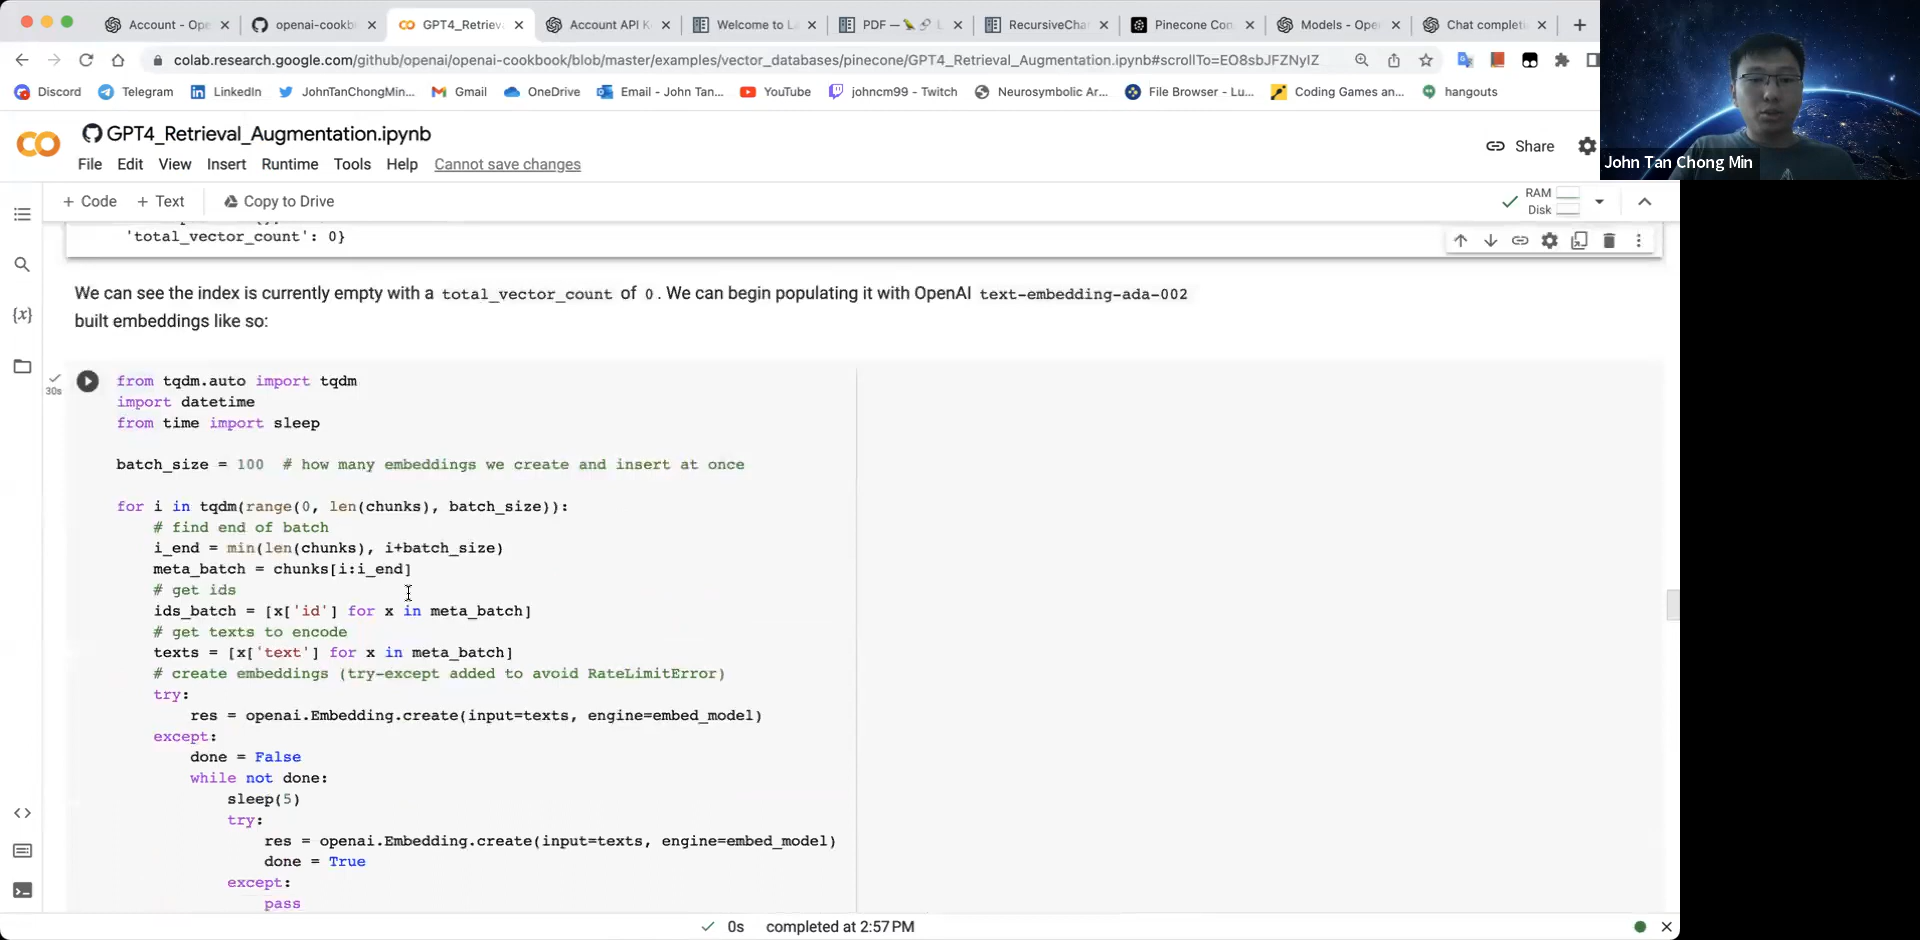 Account - Ope
openai-cookb
GPT4_Retriev
Account API K
Welcome to L
PDF —
RecursiveCha
Pinecone Con
Models - Ope
Chat complet
colab.research.google.com/github/openai/openai-cookbook/blob/master/examples/vector_databases/pinecone/GPT4_Retrieval_Augmentation.ipynb#scrollTo=EO8sbJFZNyIZ
Discord
Telegram
LinkedIn
JohnTanChongMin...
Gmail
OneDrive
Email - John Tan...
YouTube
johncm99 - Twitch
Neurosymbolic Ar...
File Browser - Lu...
Coding Games an...
hangouts
GPT4_Retrieval_Augmentation.ipynb
File Edit View Insert Runtime Tools Help Cannot save changes
Share
John Tan Chong Min
+ Code + Text Copy to Drive
RAM
Disk
'total_vector_count': 0}
We can see the index is currently empty with a total_vector_count of 0. We can begin populating it with OpenAI text-embedding-ada-002
built embeddings like so:
30s
from tqdm.auto import tqdm
import datetime
from time import sleep
batch_size = 100  # how many embeddings we create and insert at once
for i in tqdm(range(0, len(chunks), batch_size)):
    # find end of batch
    i_end = min(len(chunks), i+batch_size)
    meta_batch = chunks[i:i_end]
    # get ids
    ids_batch = [x['id'] for x in meta_batch]
    # get texts to encode
    texts = [x['text'] for x in meta_batch]
    # create embeddings (try-except added to avoid RateLimitError)
    try:
        res = openai.Embedding.create(input=texts, engine=embed_model)
    except:
        done = False
        while not done:
            sleep(5)
            try:
                res = openai.Embedding.create(input=texts, engine=embed_model)
                done = True
            except:
                pass
0s completed at 2:57 PM